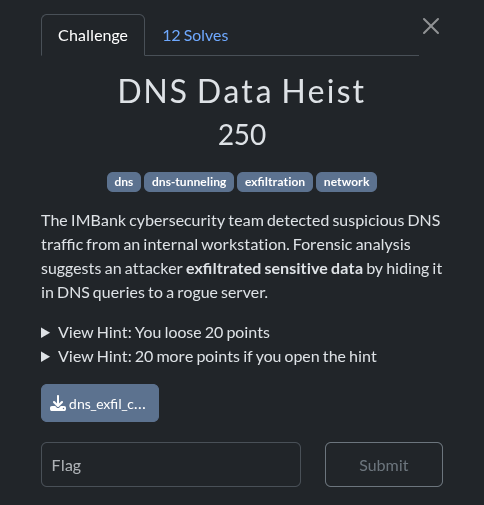 Challenge
12 Solves
DNS Data Heist
250
dns
dns-tunneling
exfiltration
network
The IMBank cybersecurity team detected suspicious DNS
traffic from an internal workstation. Forensic analysis
suggests an attacker exfiltrated sensitive data by hiding it
in DNS queries to a rogue server.
View Hint: You loose 20 points
View Hint: 20 more points if you open the hint
dns_exfil_c...
Flag
Submit